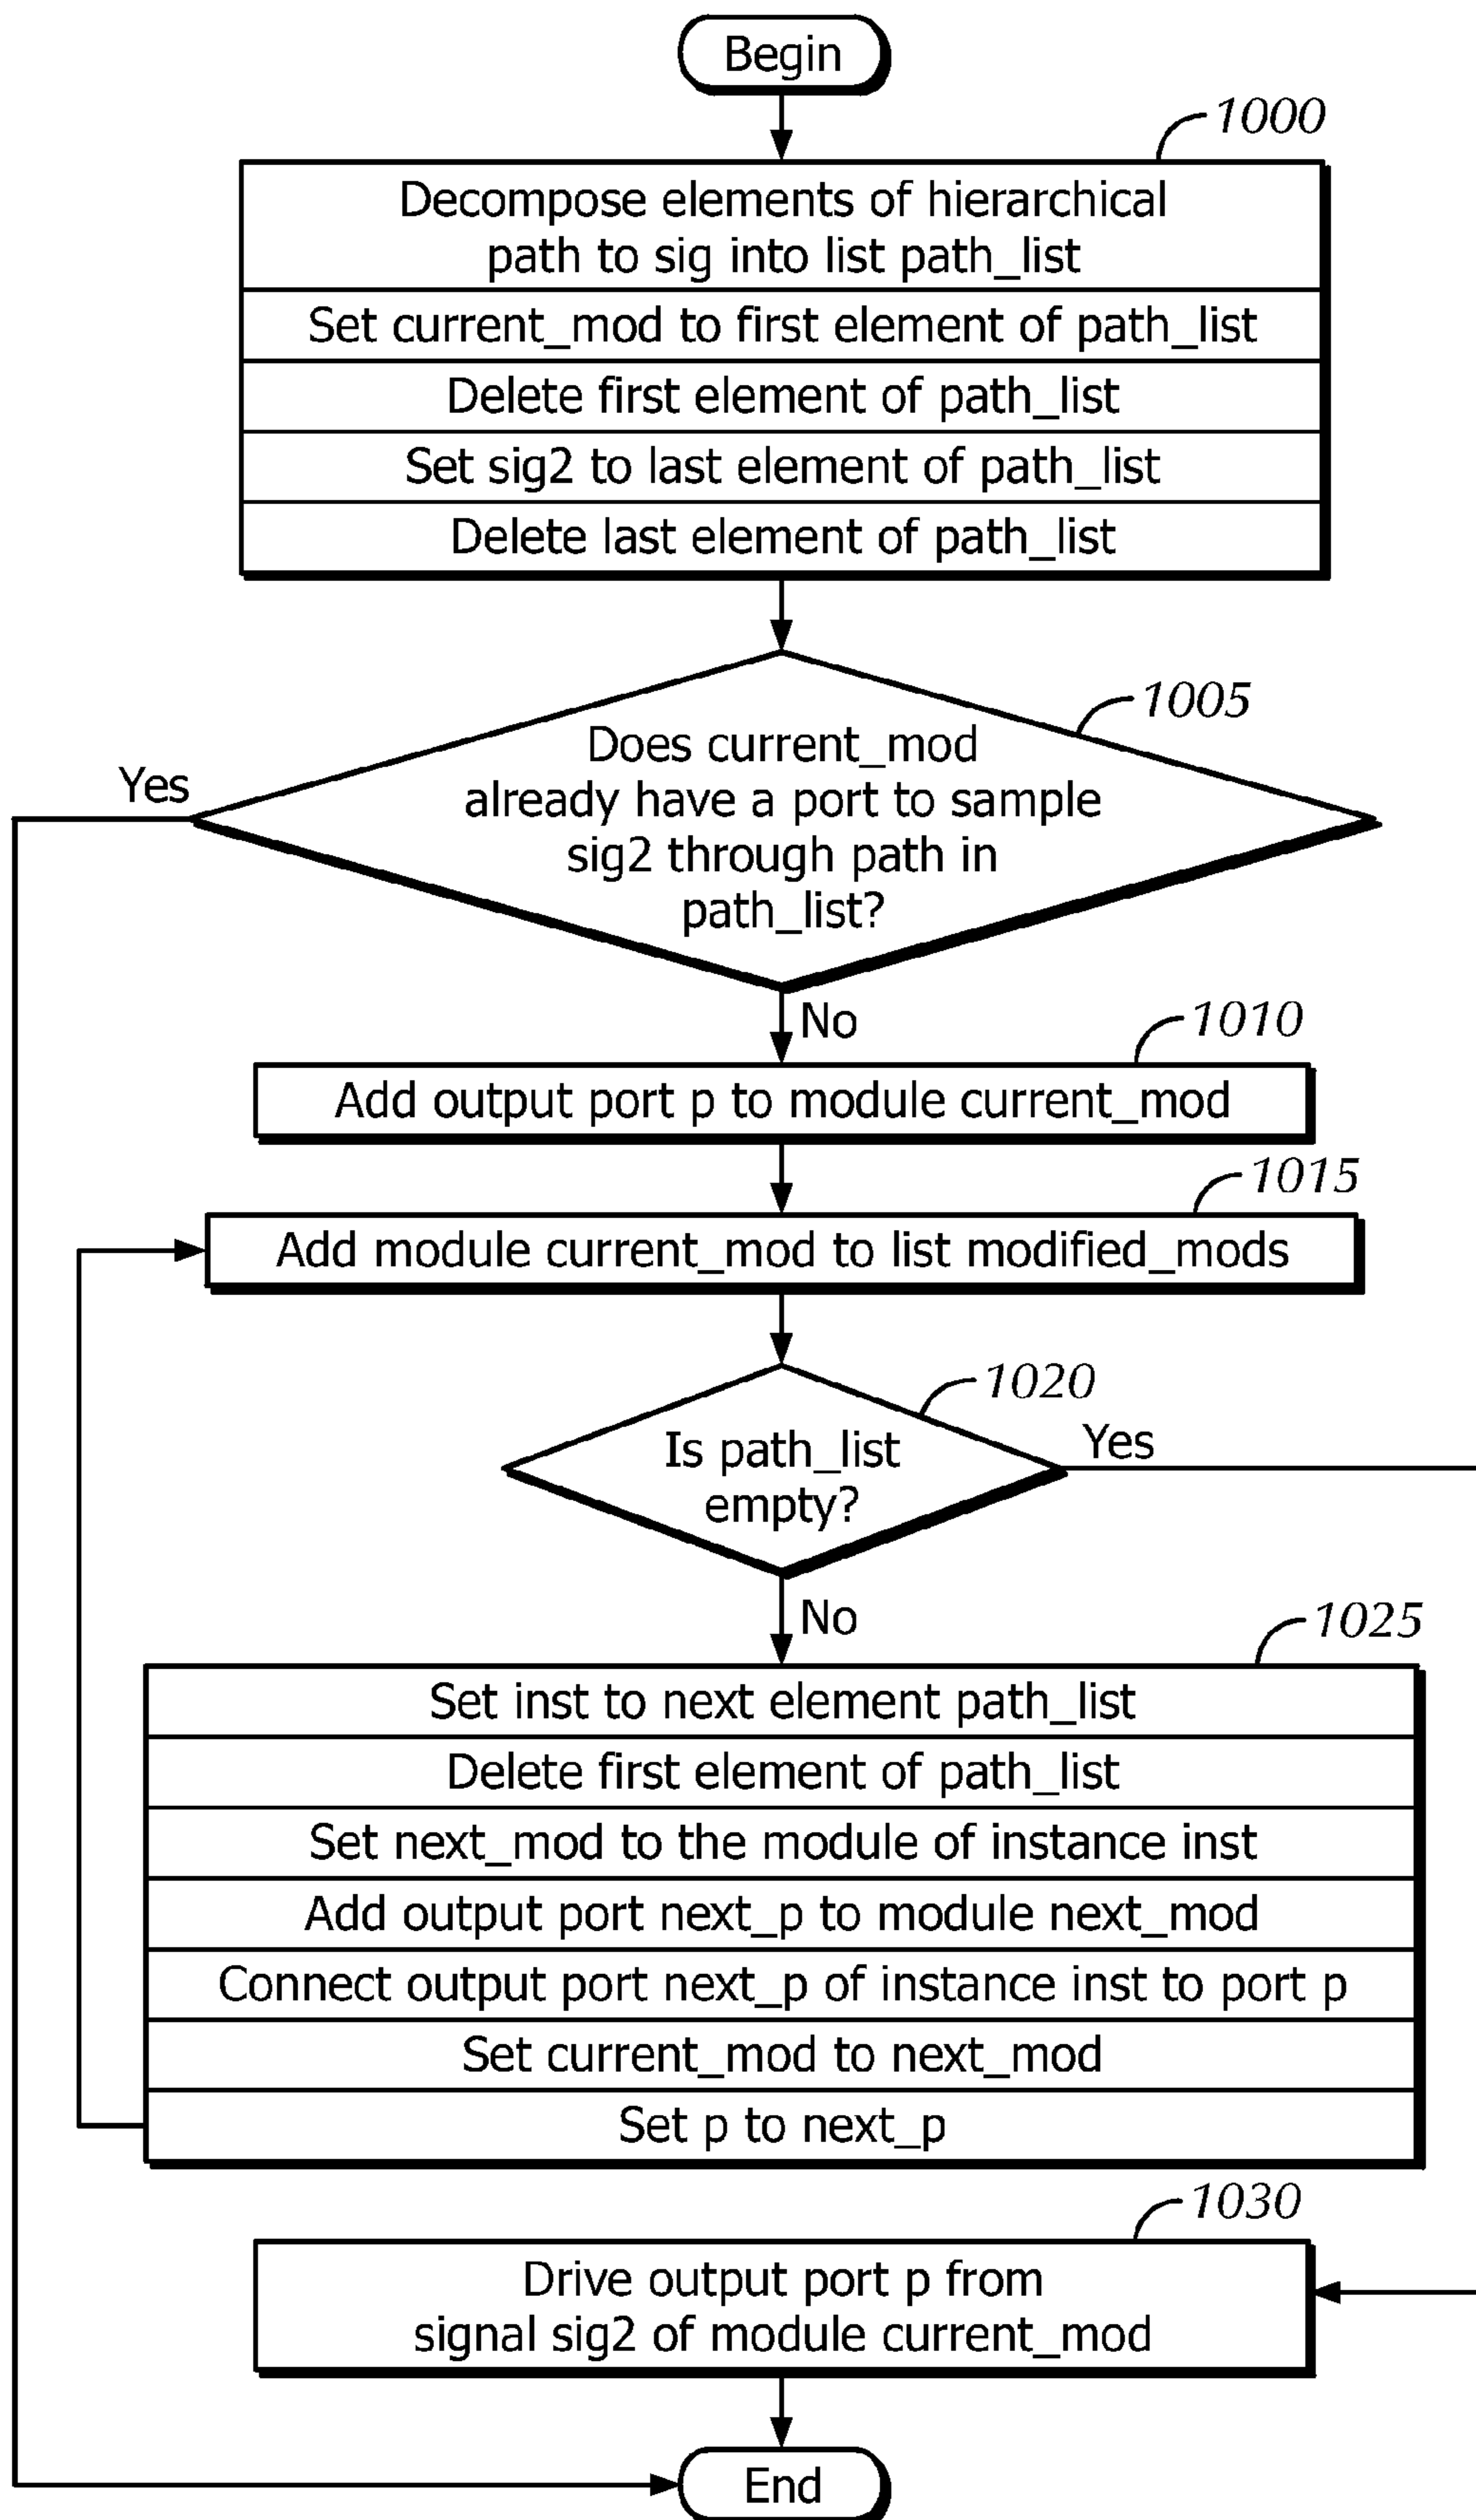 Begin
1000
Decompose elements of hierarchical
path to sig into list path_list
Set current_mod to first element of path_list
Delete first element of path_list
Set sig2 to last element of path_list
Delete last element of path_list
1005
Does current_mod
already have a port to sample
sig2 through path in
path_list?
Yes
No
1010
Add output port p to module current_mod
1015
Add module current_mod to list modified_mods
1020
Is path_list
empty?
Yes
No
1025
Set inst to next element path_list
Delete first element of path_list
Set next_mod to the module of instance inst
Add output port next_p to module next_mod
Connect output port next_p of instance inst to port p
Set current_mod to next_mod
Set p to next_p
1030
Drive output port p from
signal sig2 of module current_mod
End